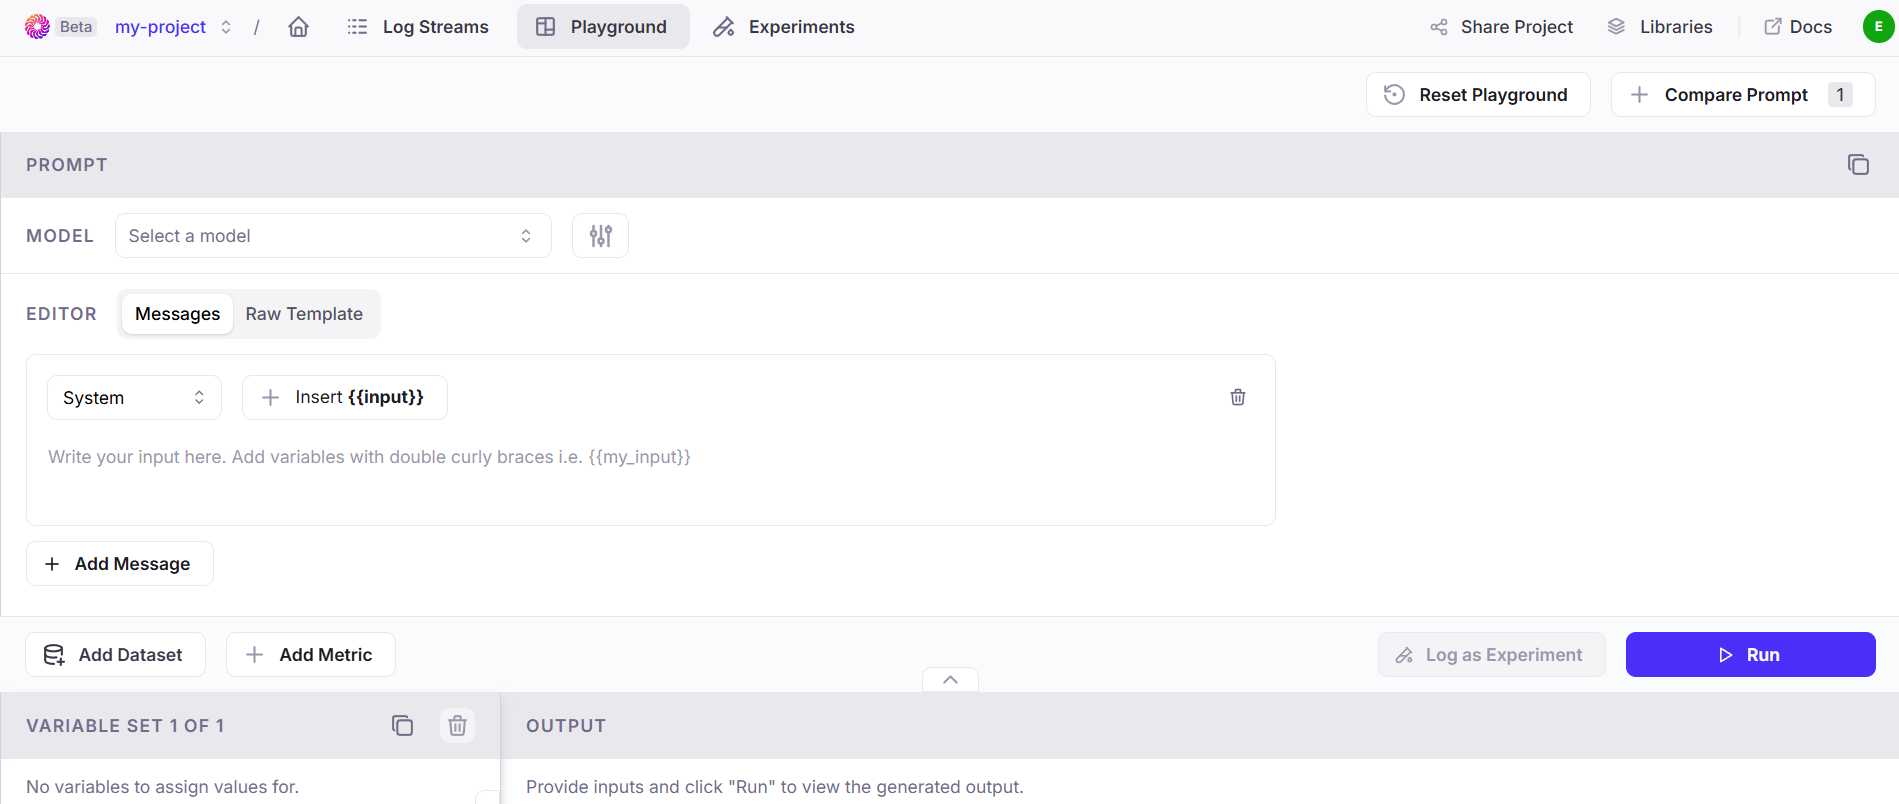 Beta my-project / Log Streams Playground Experiments Share Project Libraries Docs E
Reset Playground Compare Prompt 1
PROMPT
MODEL Select a model
EDITOR Messages Raw Template
System Insert {{input}}
Write your input here. Add variables with double curly braces i.e. {{my_input}}
Add Message
Add Dataset Add Metric Log as Experiment Run
VARIABLE SET 1 OF 1 OUTPUT
No variables to assign values for. Provide inputs and click "Run" to view the generated output.